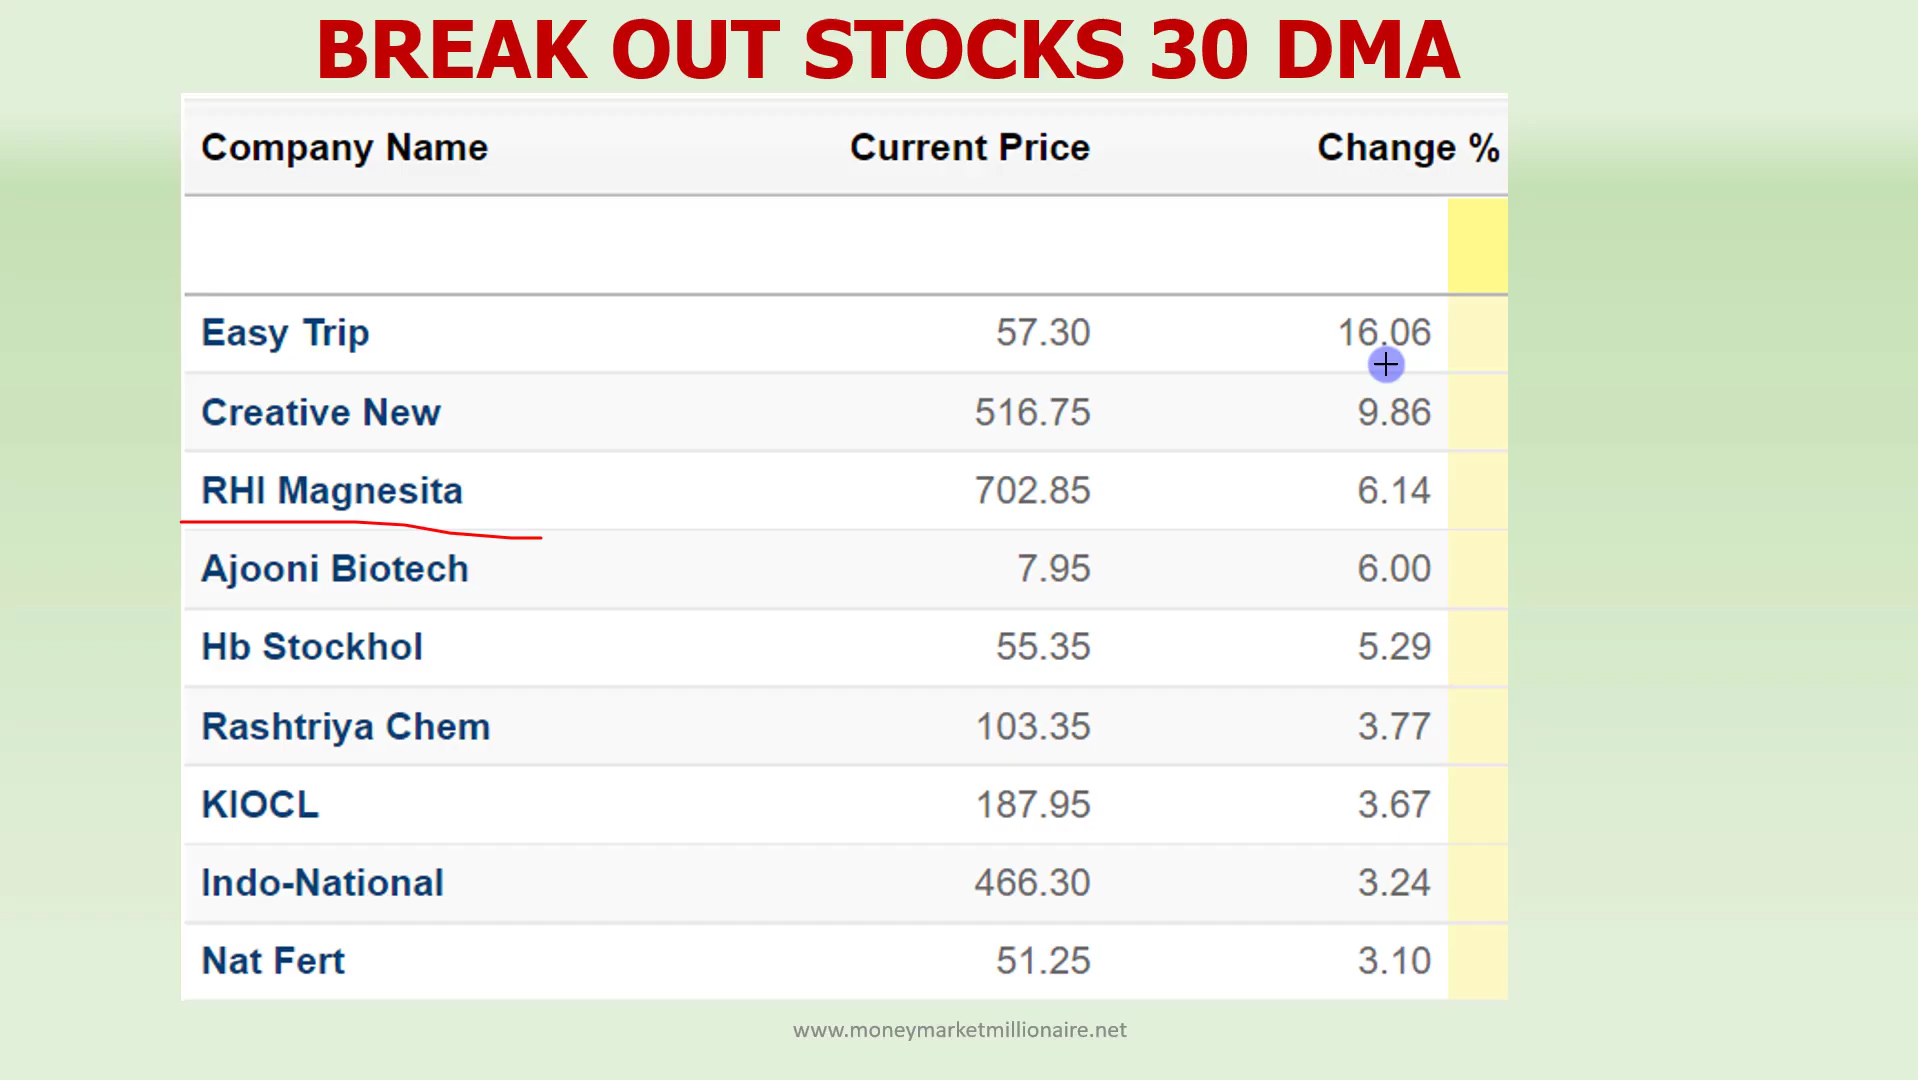 BREAK OUT STOCKS 30 DMA
Company Name Current Price Change %
Easy Trip 57.30 16.06
Creative New 516.75 9.86
RHI Magnesita 702.85 6.14
Ajooni Biotech 7.95 6.00
Hb Stockhol 55.35 5.29
Rashtriya Chem 103.35 3.77
KIOCL 187.95 3.67
Indo-National 466.30 3.24
Nat Fert 51.25 3.10
www.moneymarketmillionaire.net